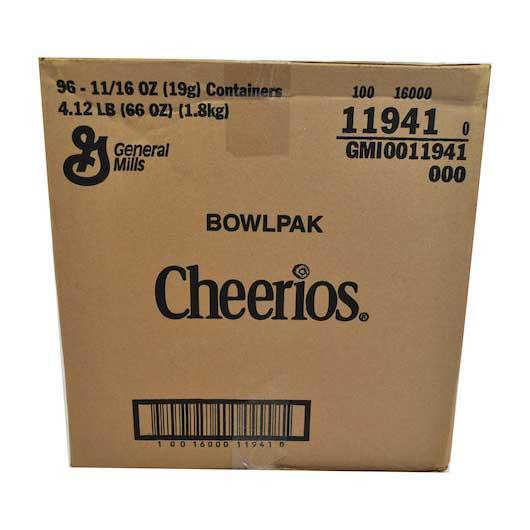 96 - 11/16 OZ (19g) Containers
4.12 LB (66 OZ) (1.8kg)
100 16000
11941 0
GMI0011941
000
G
General
Mills
BOWLPAK
Cheerios®
1 00 16000 11941 0